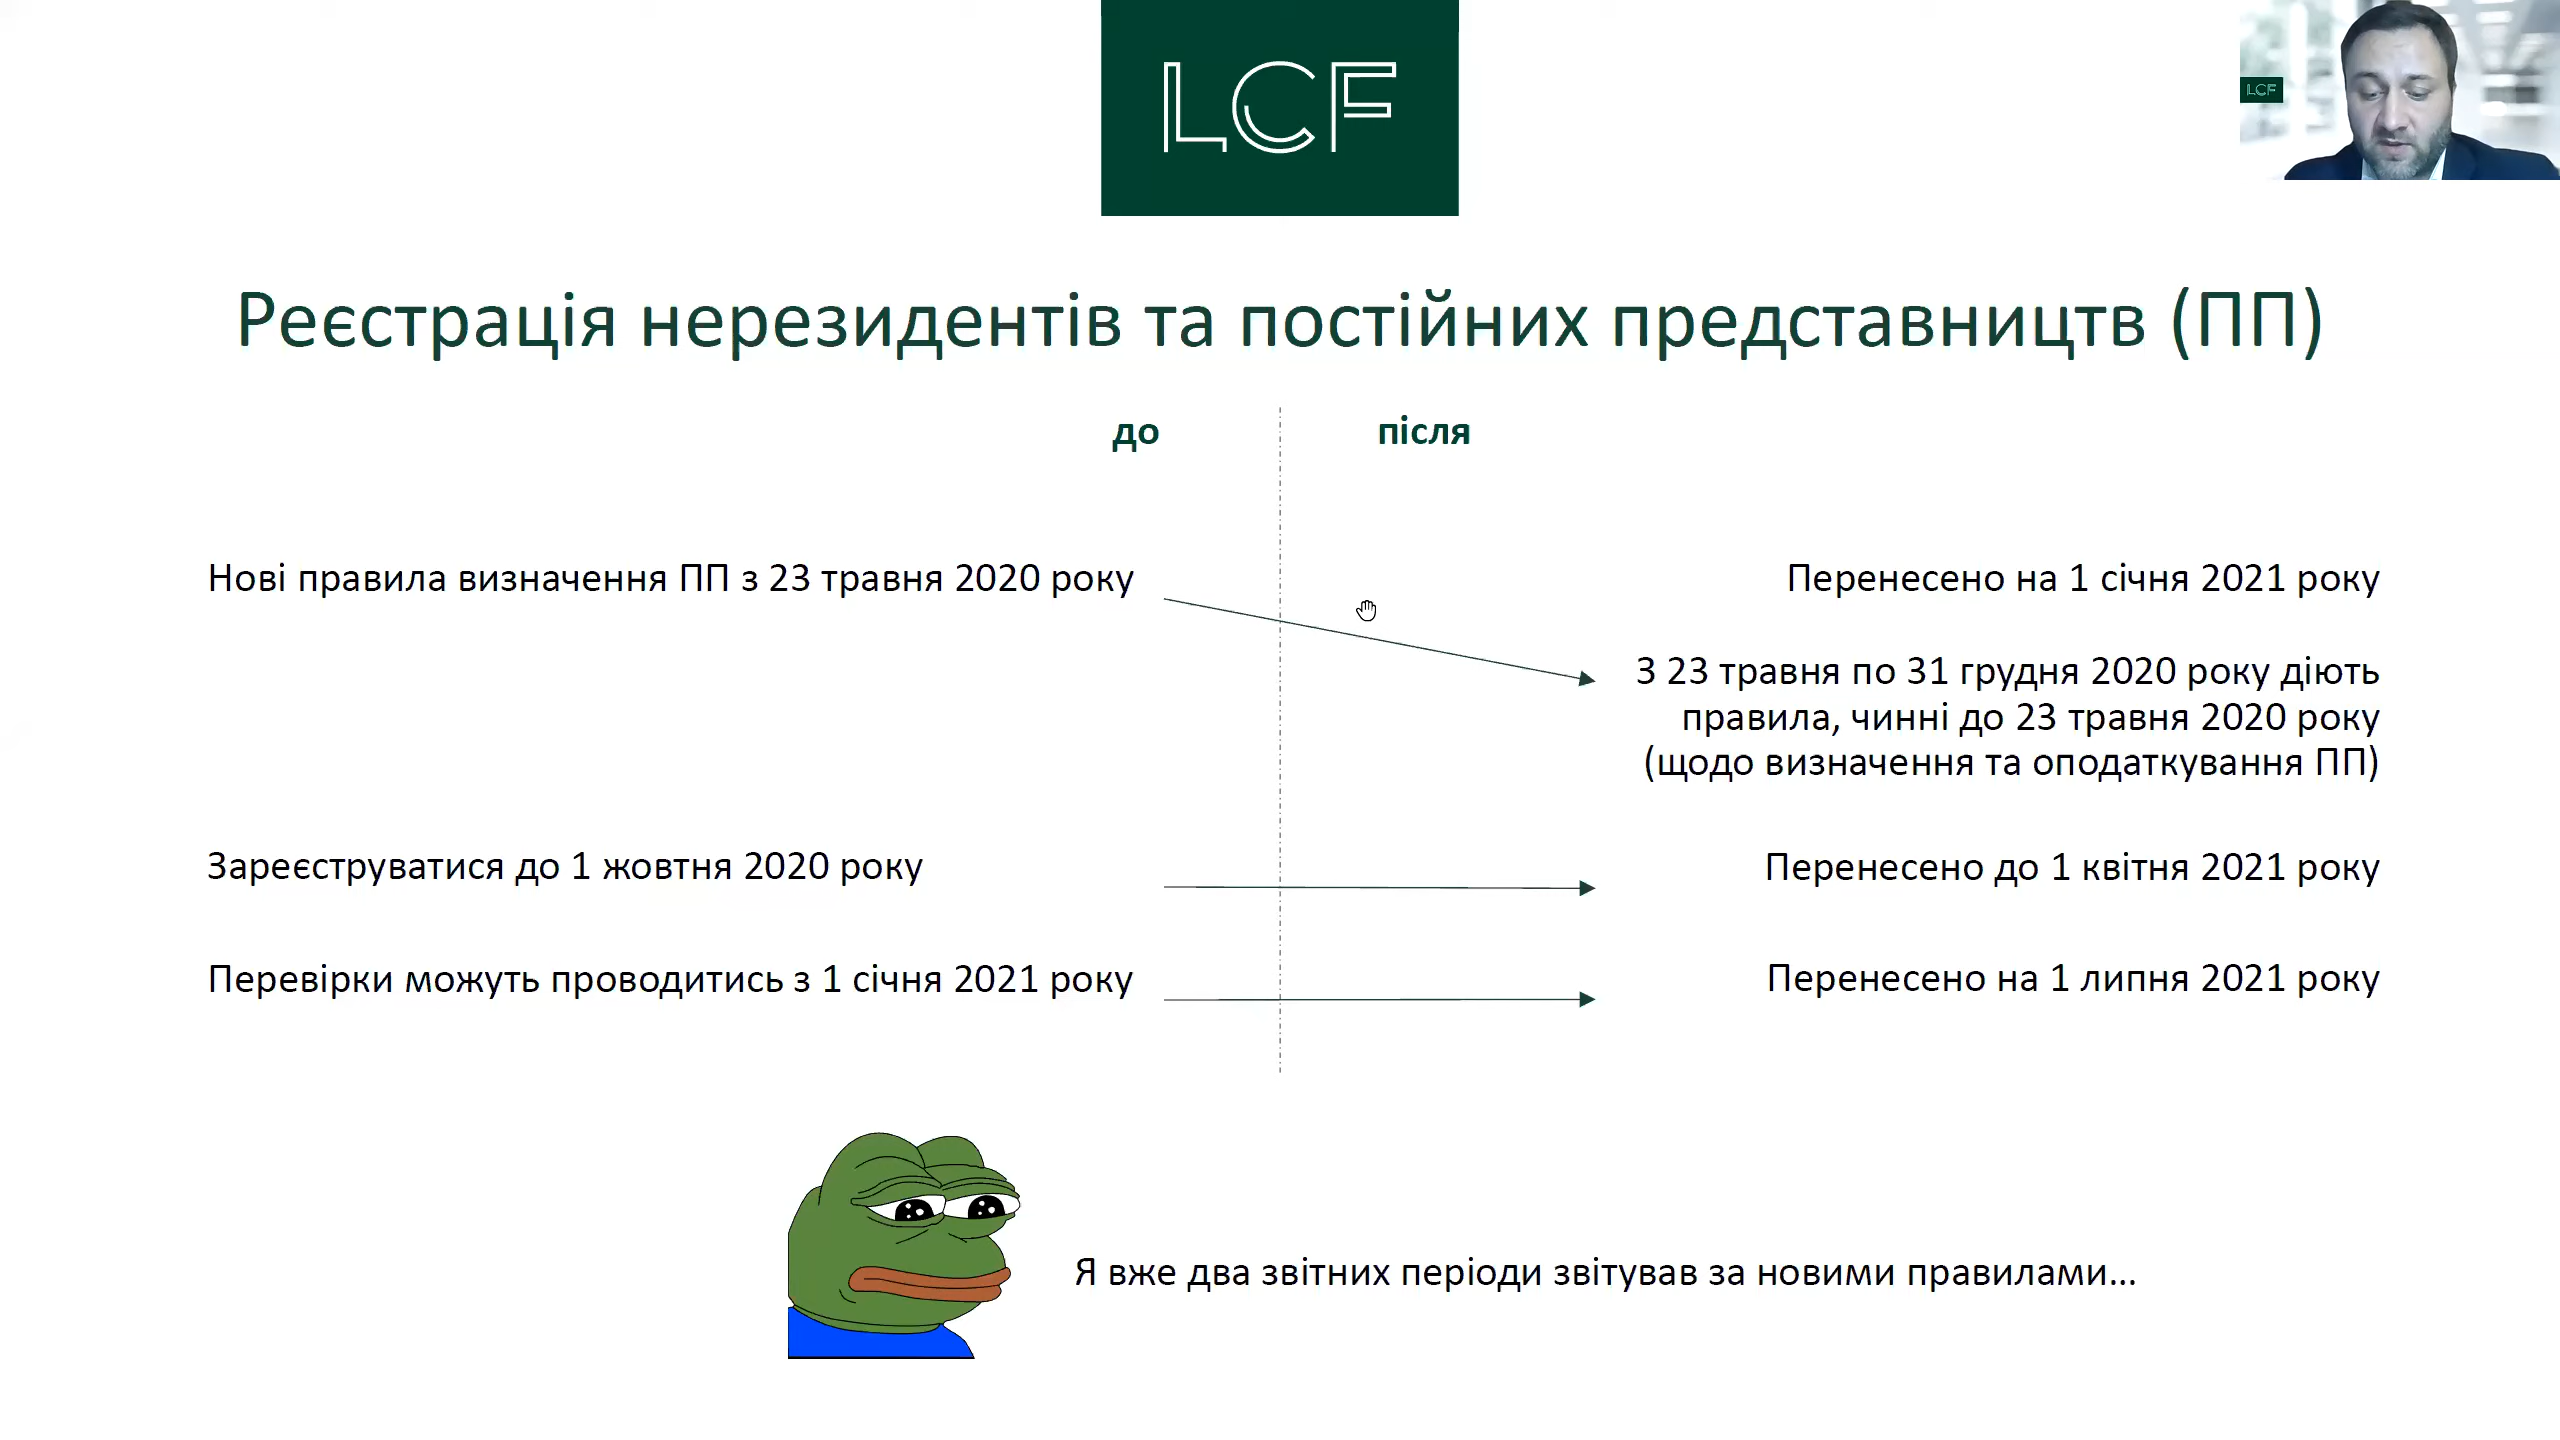 LCF
LCF
Реєстрація нерезидентів та постійних представництв (ПП)
до
після
Нові правила визначення ПП з 23 травня 2020 року
Перенесено на 1 січня 2021 року
З 23 травня по 31 грудня 2020 року діють
правила, чинні до 23 травня 2020 року
(щодо визначення та оподаткування ПП)
Зареєструватися до 1 жовтня 2020 року
Перенесено до 1 квітня 2021 року
Перевірки можуть проводитись з 1 січня 2021 року
Перенесено на 1 липня 2021 року
Я вже два звітних періоди звітував за новими правилами...